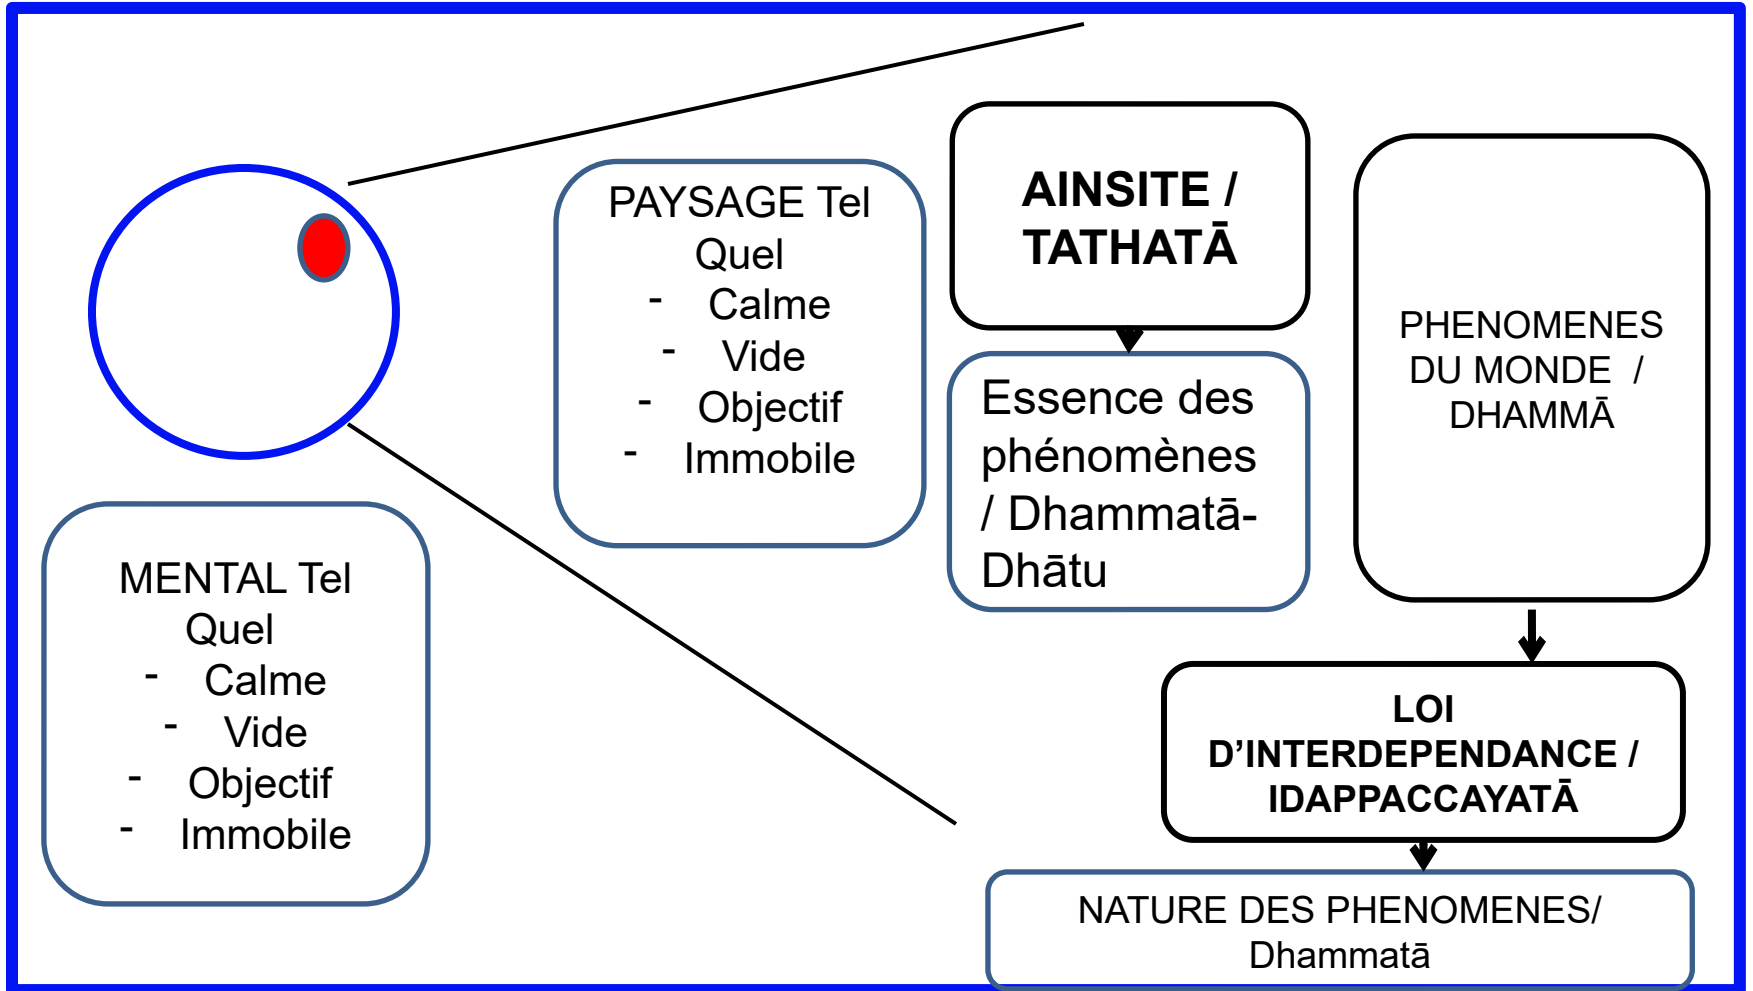 PAYSAGE Tel
Quel
- Calme
- Vide
- Objectif
- Immobile
AINSITE /
TATHATĀ
Essence des
phénomènes
/ Dhammatā-
Dhātu
PHENOMENES
DU MONDE /
DHAMMĀ
MENTAL Tel
Quel
- Calme
- Vide
- Objectif
- Immobile
LOI
D’INTERDEPENDANCE /
IDAPPACCAYATĀ
NATURE DES PHENOMENES/
Dhammatā